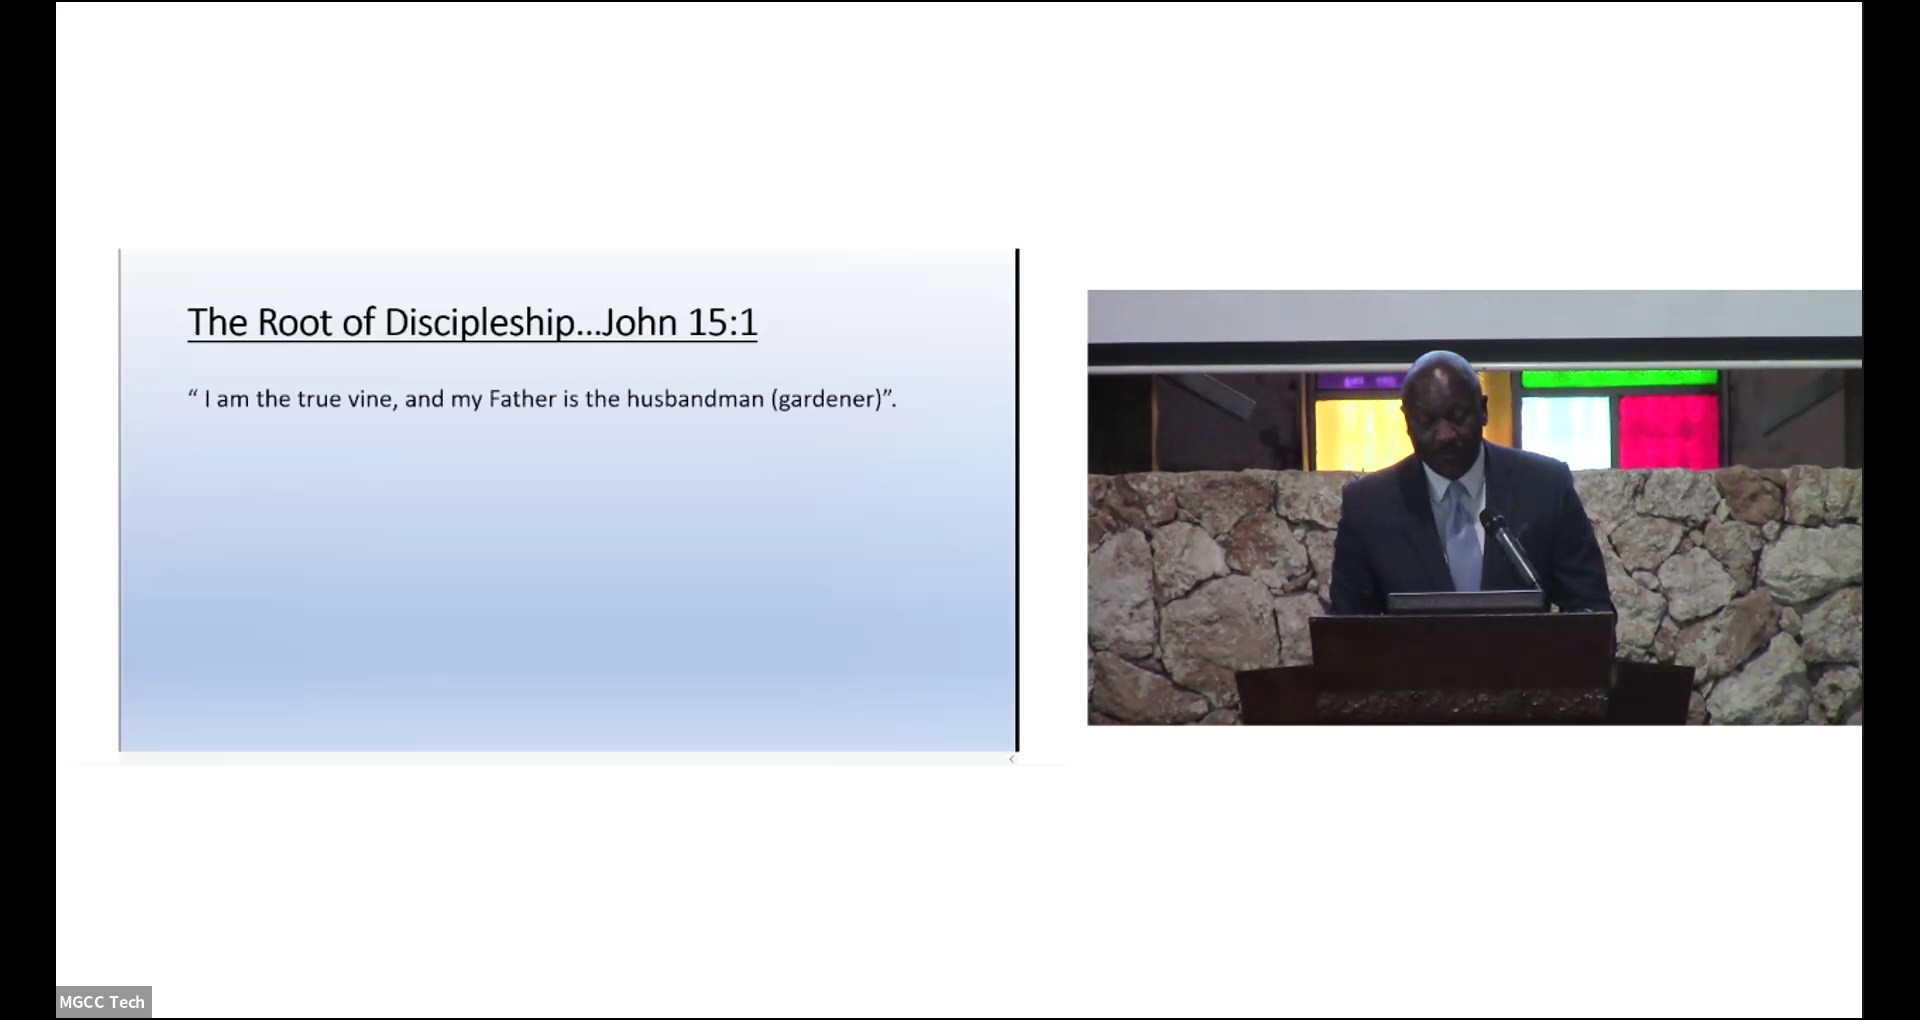 The Root of Discipleship...John 15:1
“ I am the true vine, and my Father is the husbandman (gardener)”.
MGCC Tech